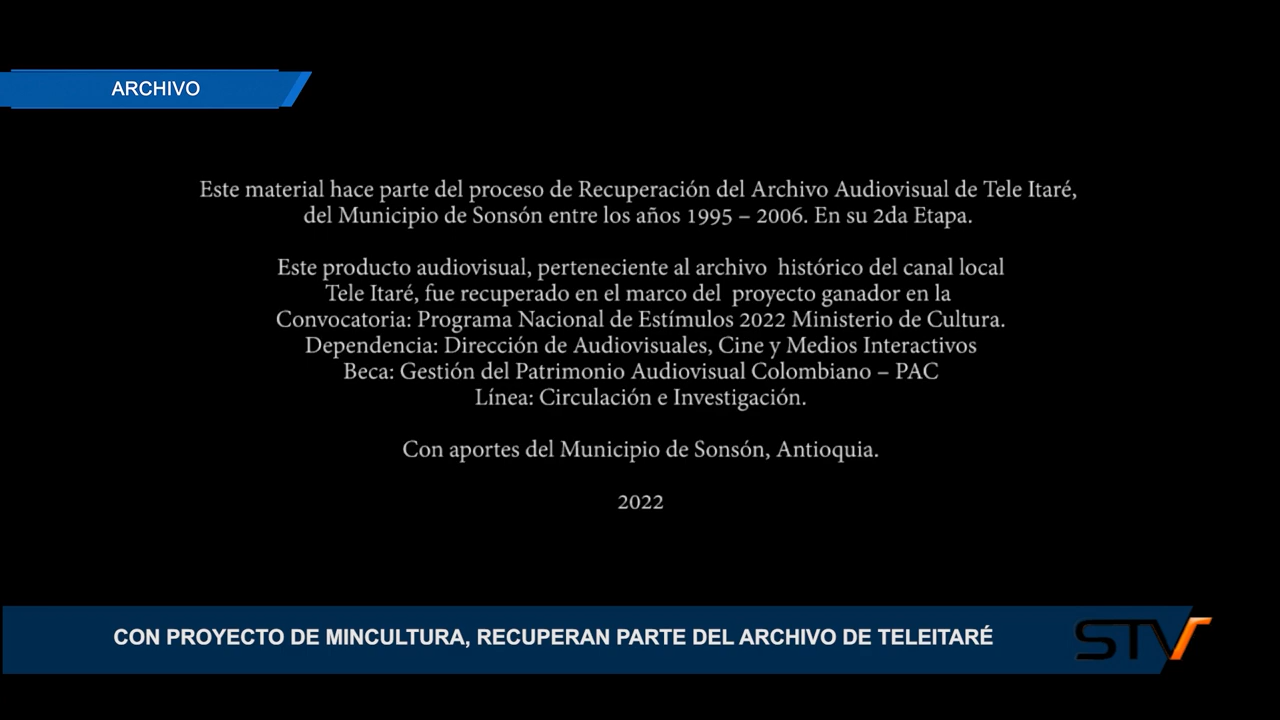 ARCHIVO
Este material hace parte del proceso de Recuperación del Archivo Audiovisual de Tele Itaré,
del Municipio de Sonsón entre los años 1995 – 2006. En su 2da Etapa.
Este producto audiovisual, perteneciente al archivo histórico del canal local
Tele Itaré, fue recuperado en el marco del proyecto ganador en la
Convocatoria: Programa Nacional de Estímulos 2022 Ministerio de Cultura.
Dependencia: Dirección de Audiovisuales, Cine y Medios Interactivos
Beca: Gestión del Patrimonio Audiovisual Colombiano – PAC
Línea: Circulación e Investigación.
Con aportes del Municipio de Sonsón, Antioquia.
2022
CON PROYECTO DE MINCULTURA, RECUPERAN PARTE DEL ARCHIVO DE TELEITARÉ
STV